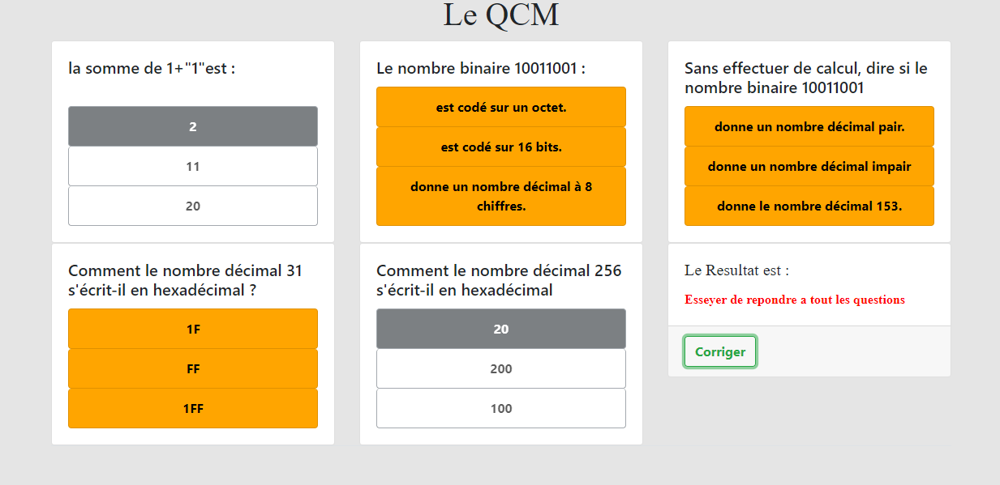 Le QCM
la somme de 1+"1"est :
2
11
20
Le nombre binaire 10011001 :
est codé sur un octet.
est codé sur 16 bits.
donne un nombre décimal à 8
chiffres.
Sans effectuer de calcul, dire si le
nombre binaire 10011001
donne un nombre décimal pair.
donne un nombre décimal impair
donne le nombre décimal 153.
Comment le nombre décimal 31
s'écrit-il en hexadécimal ?
1F
FF
1FF
Comment le nombre décimal 256
s'écrit-il en hexadécimal
20
200
100
Le Resultat est :
Esseyer de repondre a tout les questions
Corriger